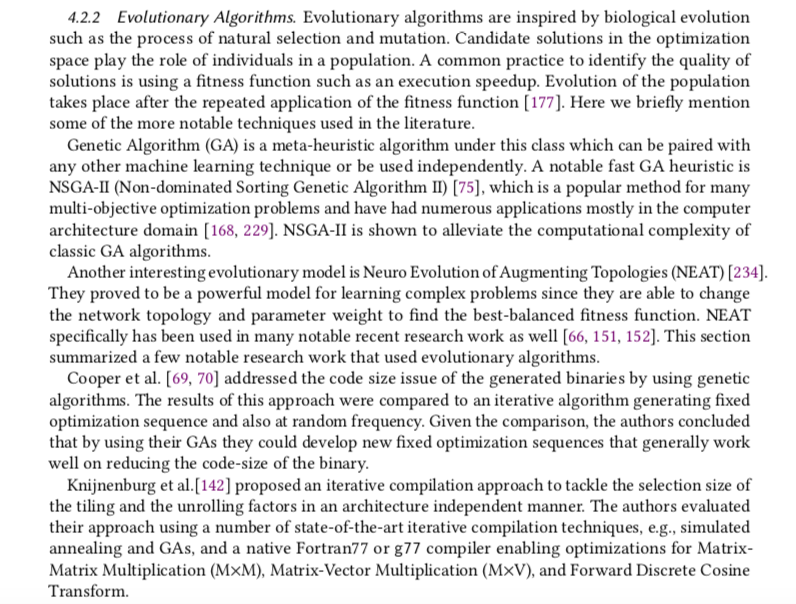 4.2.2 Evolutionary Algorithms. Evolutionary algorithms are inspired by biological evolution
such as the process of natural selection and mutation. Candidate solutions in the optimization
space play the role of individuals in a population. A common practice to identify the quality of
solutions is using a fitness function such as an execution speedup. Evolution of the population
takes place after the repeated application of the fitness function [177]. Here we briefly mention
some of the more notable techniques used in the literature.
Genetic Algorithm (GA) is a meta-heuristic algorithm under this class which can be paired with
any other machine learning technique or be used independently. A notable fast GA heuristic is
NSGA-II (Non-dominated Sorting Genetic Algorithm II) [75], which is a popular method for many
multi-objective optimization problems and have had numerous applications mostly in the computer
architecture domain [168, 229]. NSGA-II is shown to alleviate the computational complexity of
classic GA algorithms.
Another interesting evolutionary model is Neuro Evolution of Augmenting Topologies (NEAT) [234].
They proved to be a powerful model for learning complex problems since they are able to change
the network topology and parameter weight to find the best-balanced fitness function. NEAT
specifically has been used in many notable recent research work as well [66, 151, 152]. This section
summarized a few notable research work that used evolutionary algorithms.
Cooper et al. [69, 70] addressed the code size issue of the generated binaries by using genetic
algorithms. The results of this approach were compared to an iterative algorithm generating fixed
optimization sequence and also at random frequency. Given the comparison, the authors concluded
that by using their GAs they could develop new fixed optimization sequences that generally work
well on reducing the code-size of the binary.
Knijnenburg et al.[142] proposed an iterative compilation approach to tackle the selection size of
the tiling and the unrolling factors in an architecture independent manner. The authors evaluated
their approach using a number of state-of-the-art iterative compilation techniques, e.g., simulated
annealing and GAs, and a native Fortran77 or g77 compiler enabling optimizations for Matrix-
Matrix Multiplication (M×M), Matrix-Vector Multiplication (M×V), and Forward Discrete Cosine
Transform.